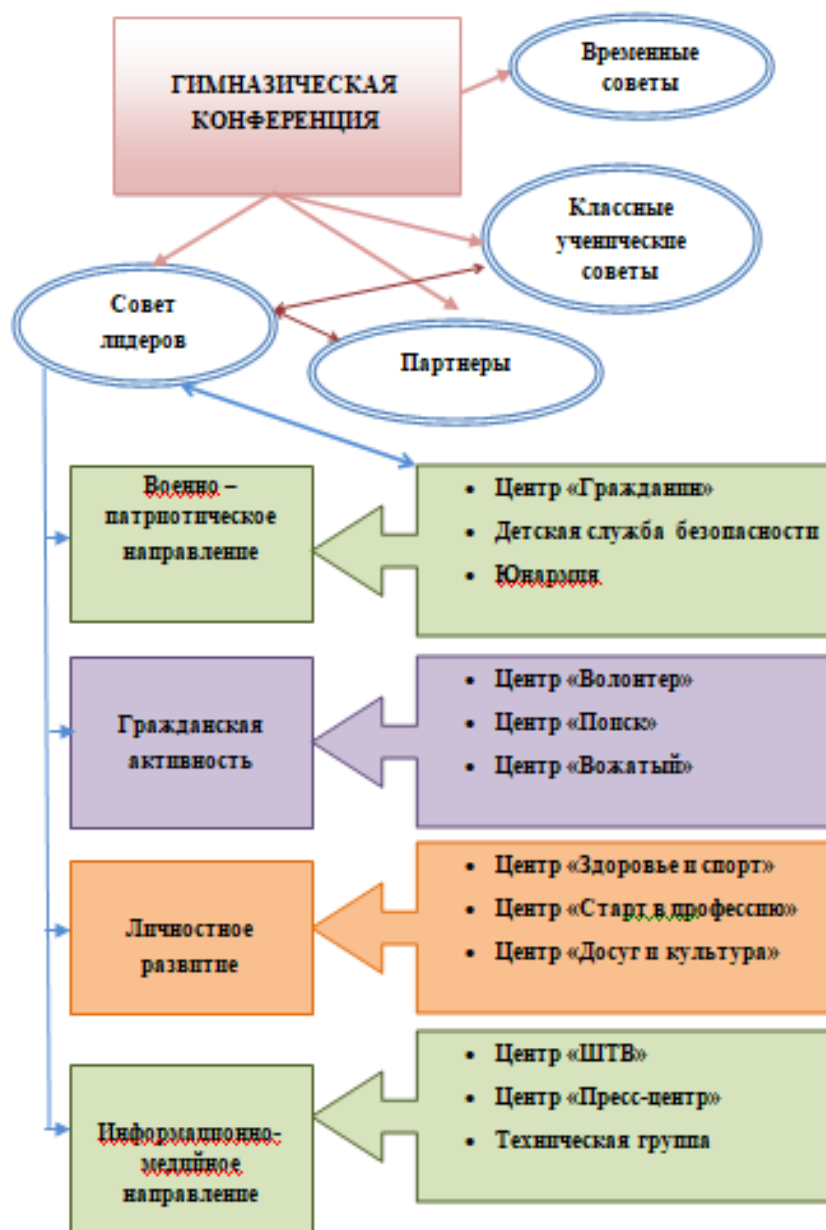 ГИМНАЗИЧЕСКАЯ
КОНФЕРЕНЦИЯ
Временные
советы
Классные
ученические
советы
Совет
лидеров
Партнеры
Военно –
патриотическое
направление
• Центр «Гражданин»
• Детская служба безопасности
• Юнармия
Гражданская
активность
• Центр «Волонтер»
• Центр «Поиск»
• Центр «Вожатый»
Личностное
развитие
• Центр «Здоровье и спорт»
• Центр «Старт в профессию»
• Центр «Досуг и культура»
Информационно-
медийное
направление
• Центр «ШТВ»
• Центр «Пресс-центр»
• Техническая группа